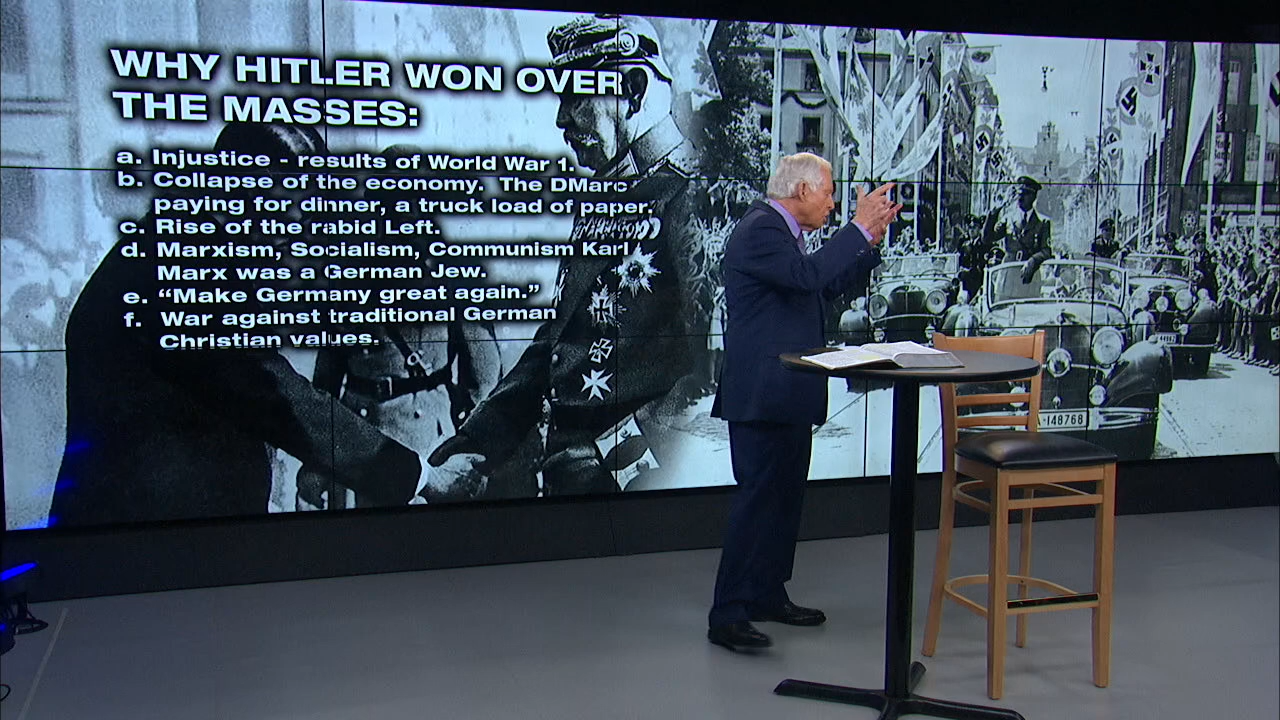 WHY HITLER WON OVER
THE MASSES:
a. Injustice - results of World War 1.
b. Collapse of the economy. The DMarc
paying for dinner, a truck load of paper.
c. Rise of the rabid Left.
d. Marxism, Socialism, Communism Karl
Marx was a German Jew.
e. “Make Germany great again.”
f. War against traditional German
Christian values.
-148768